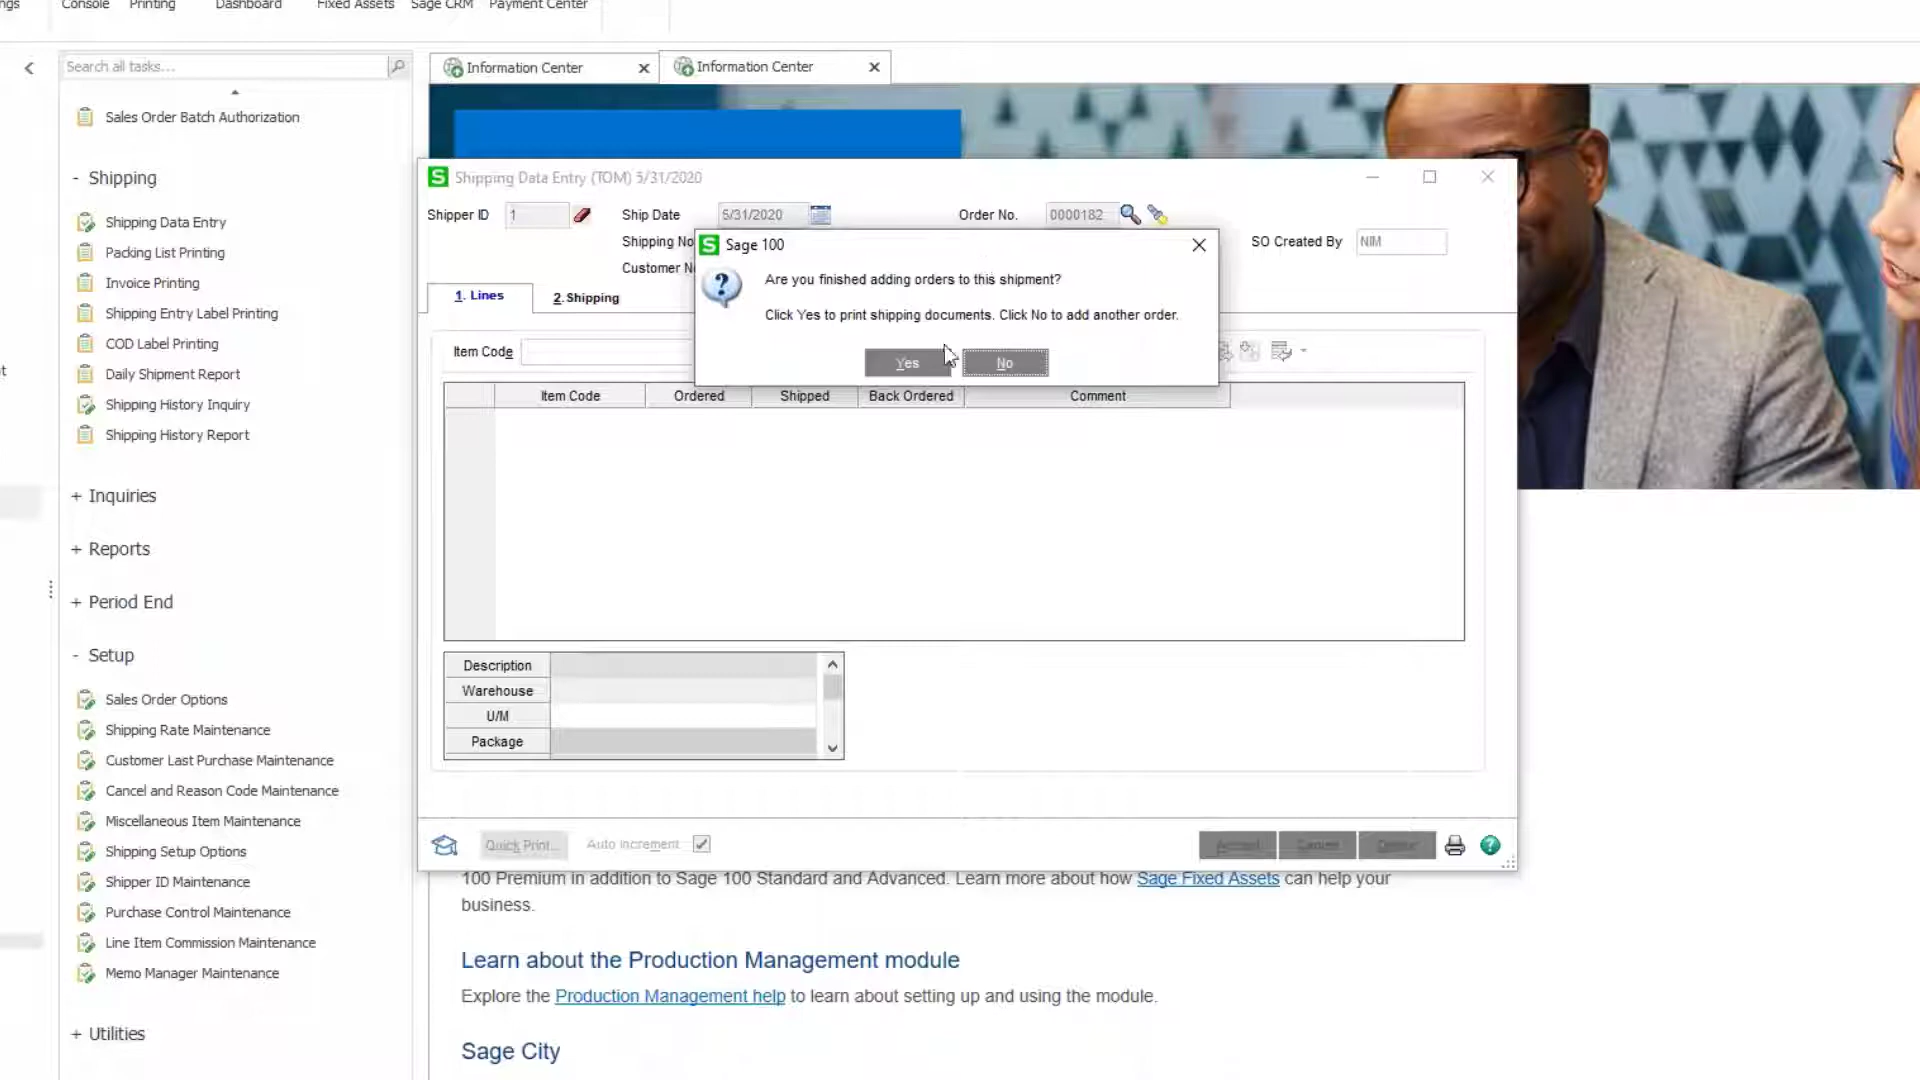 ngs
Console
Printing
Dashboard
Fixed Assets
Sage CRM
Payment Center
Search all tasks...
Sales Order Batch Authorization
- Shipping
Shipping Data Entry
Packing List Printing
Invoice Printing
Shipping Entry Label Printing
COD Label Printing
Daily Shipment Report
Shipping History Inquiry
Shipping History Report
+ Inquiries
+ Reports
+ Period End
- Setup
Sales Order Options
Shipping Rate Maintenance
Customer Last Purchase Maintenance
Cancel and Reason Code Maintenance
Miscellaneous Item Maintenance
Shipping Setup Options
Shipper ID Maintenance
Purchase Control Maintenance
Line Item Commission Maintenance
Memo Manager Maintenance
+ Utilities
Information Center
Information Center
S Shipping Data Entry (TOM) 5/31/2020
Shipper ID 1 Ship Date 5/31/2020 Order No. 0000182
Shipping No
SO Created By NIM
Customer N
S Sage 100
Are you finished adding orders to this shipment?
Click Yes to print shipping documents. Click No to add another order.
Yes No
1. Lines 2. Shipping
Item Code
Item Code Ordered Shipped Back Ordered Comment
Description
Warehouse
U/M
Package
Quick Print... Auto Increment
100 Premium in addition to Sage 100 Standard and Advanced. Learn more about how Sage Fixed Assets can help your
business.
Learn about the Production Management module
Explore the Production Management help to learn about setting up and using the module.
Sage City